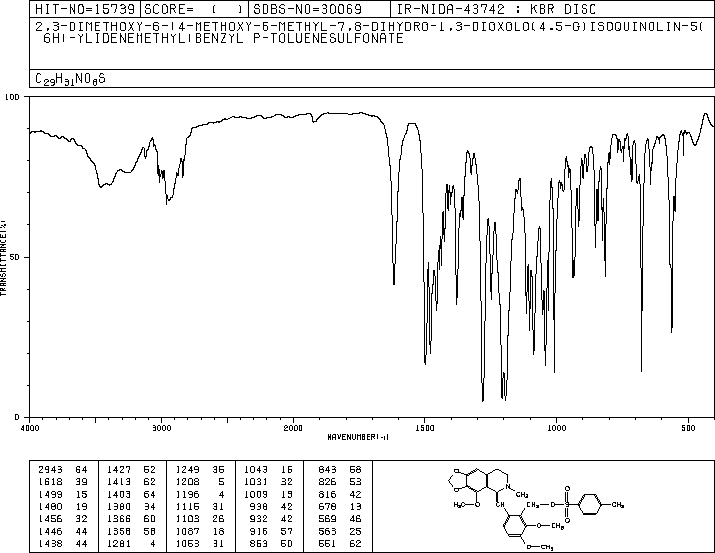 HIT-NO=15739 SCORE= ( ) SDBS-NO=30069 IR-NIDA-43742 : KBR DISC
2,3-DIMETHOXY-6-(4-METHOXY-6-METHYL-7,8-DIHYDRO-1,3-DIOXOLO(4.5-G)ISOQUINOLIN-5(
6H)-YLIDENEMETHYL)BENZYL P-TOLUENESULFONATE
C29H31NO8S
100
50
0
TRANSMITTANCE(%)
4000 3000 2000 1500 1000 500
WAVENUMBER(-1)
2943 64 1427 52 1249 35 1043 15 843 58
1618 39 1413 62 1208 5 1031 32 826 53
1499 15 1403 64 1196 4 1009 13 816 42
1480 19 1380 34 1115 31 938 42 678 13
1456 32 1366 60 1103 26 932 42 569 46
1446 44 1358 58 1087 18 916 57 563 25
1438 44 1281 4 1053 31 853 50 551 62
O
O
O
O
N
CH3
S
CH3O
CH
CH2
O
CH3
OCH3
OCH3